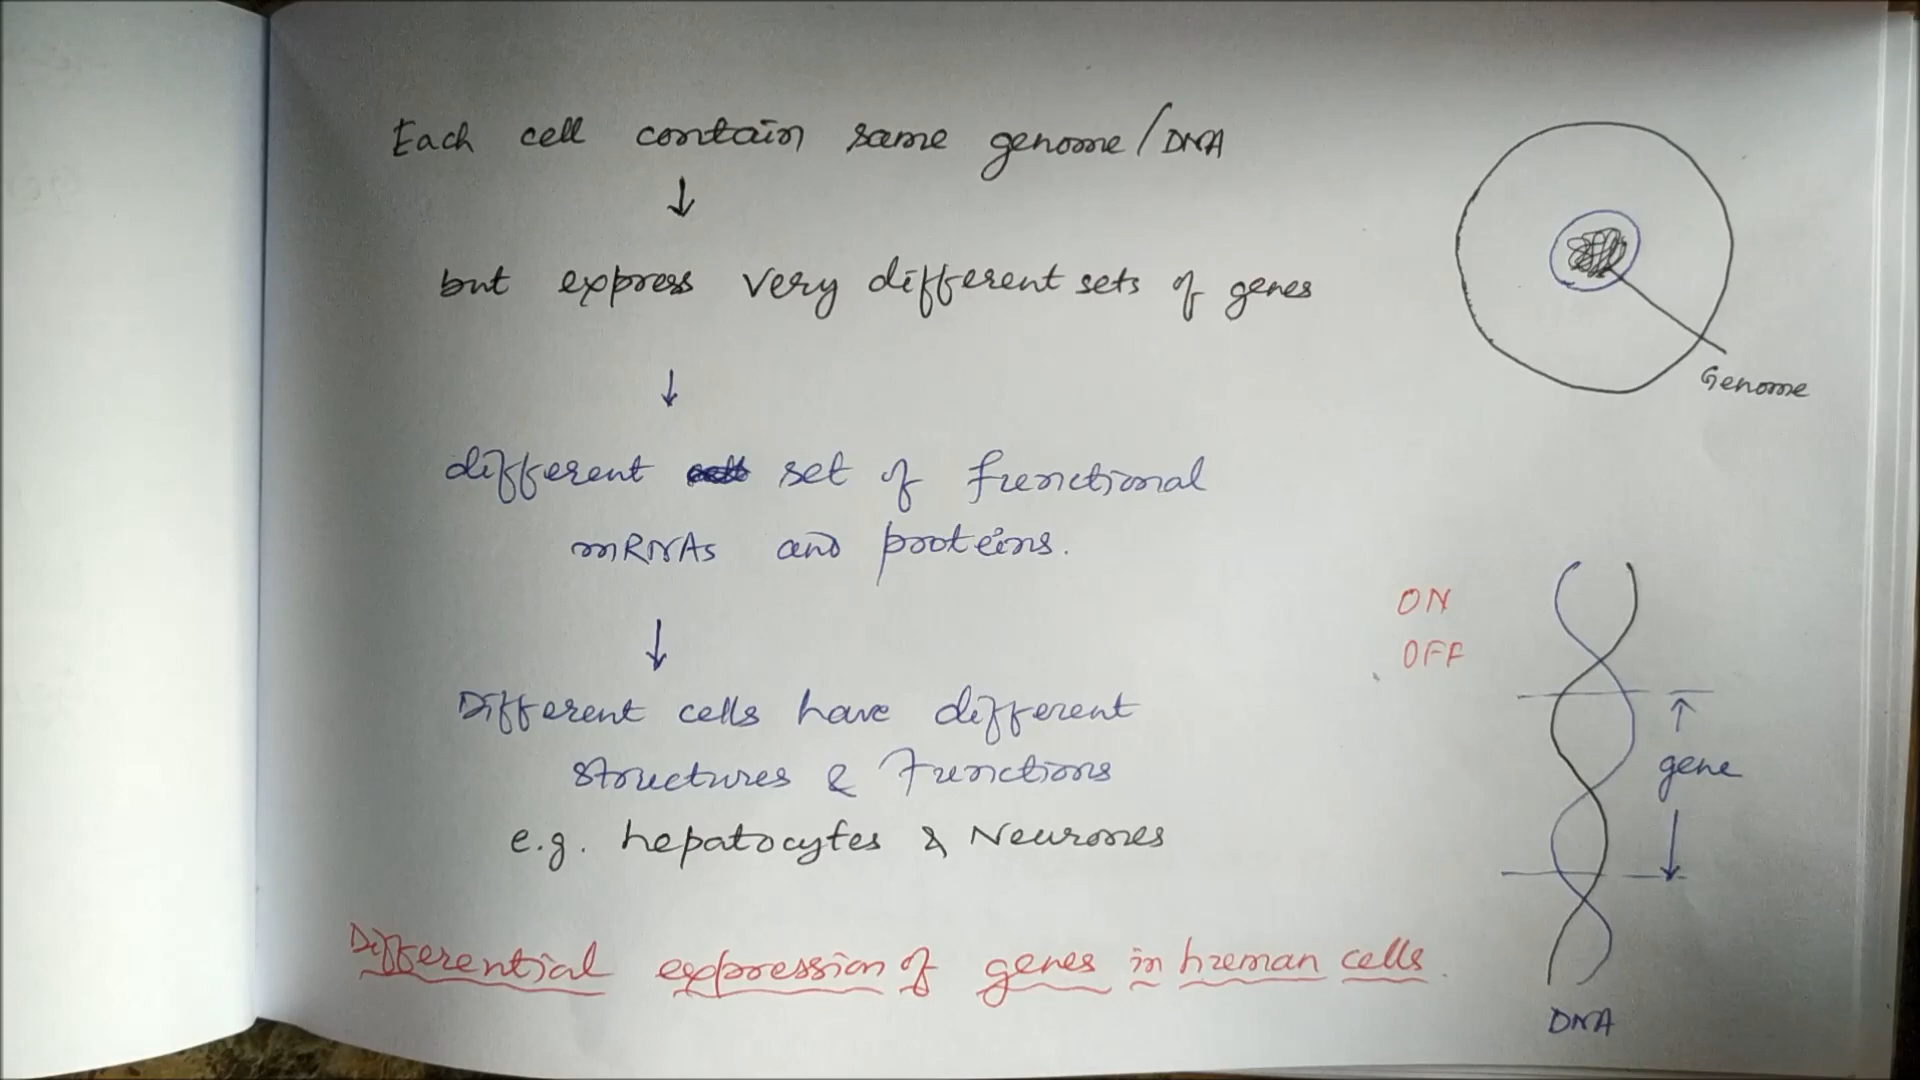 Each cell contain same genome/DNA
↓
but express very different sets of genes
↓
different set of functional
mRNAs and proteins.
↓
Different cells have different
structures & Functions
e.g. hepatocytes & Neurones
Differential expression of genes in human cells.
Genome
ON
OFF
gene
DNA